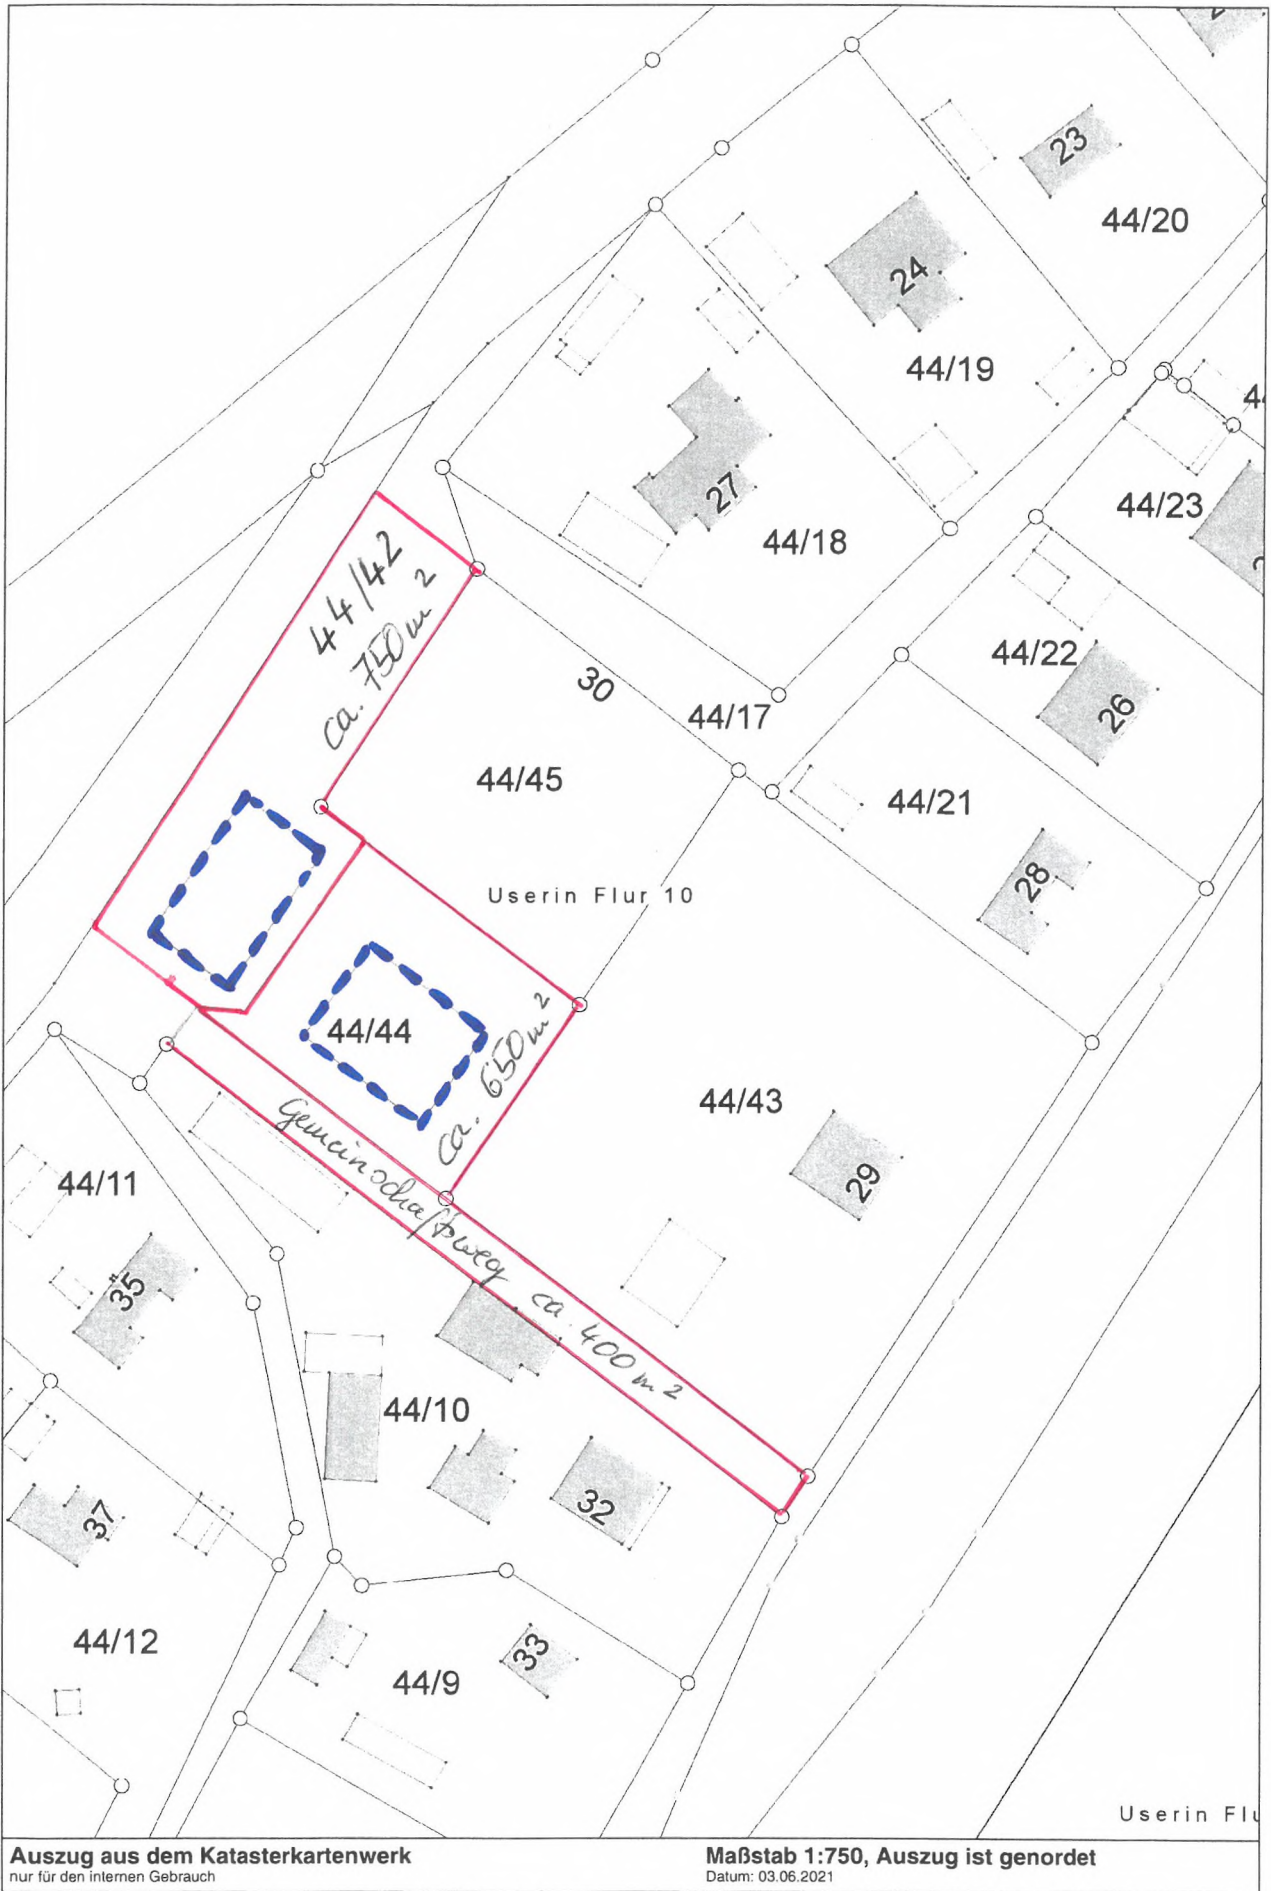 23
44/20
24
44/19
44/23
27
44/18
44/42
ca. 750 m²
44/22
26
30
44/17
44/45
44/21
28
Userin Flur 10
44/44
ca. 650 m²
44/43
29
Gemeinschaftsweg ca. 400 m²
44/11
35
44/10
32
37
44/12
33
44/9
Userin Flu
Auszug aus dem Katasterkartenwerk
nur für den internen Gebrauch
Maßstab 1:750, Auszug ist genordet
Datum: 03.06.2021